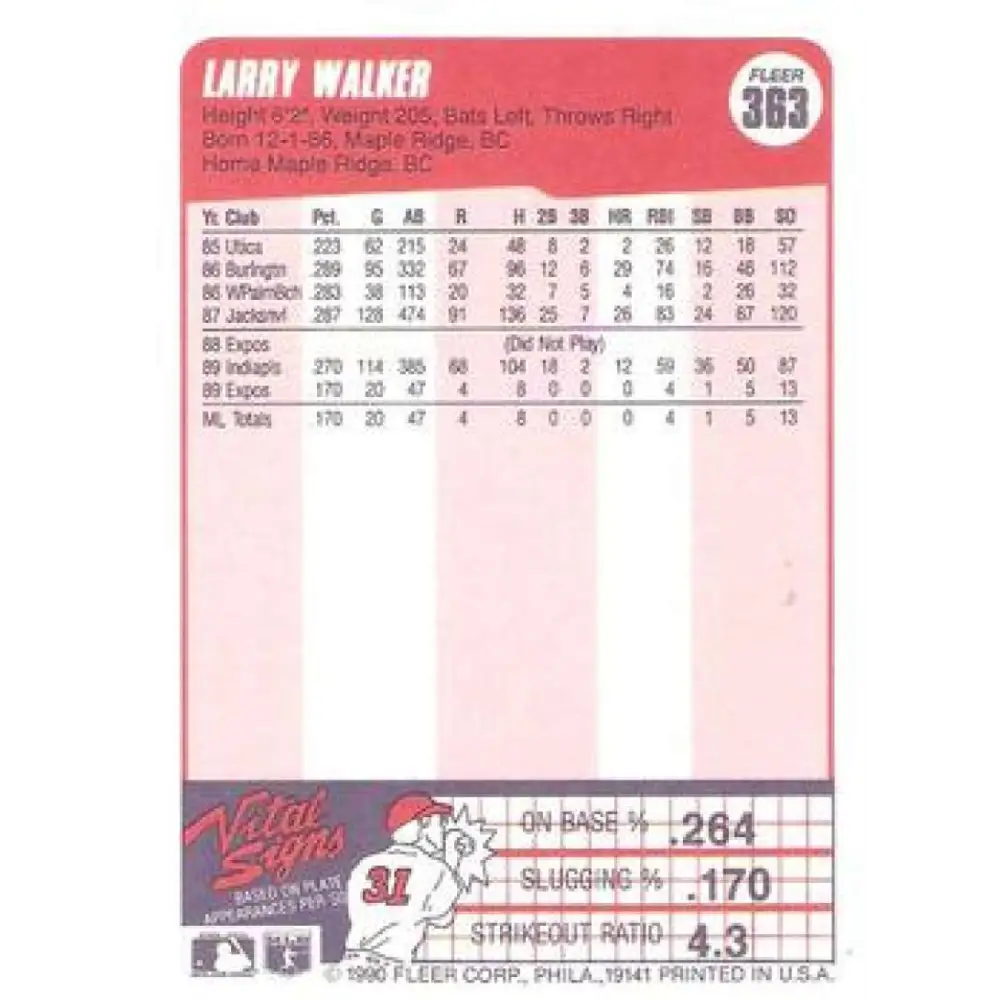 LARRY WALKER
FLEER
363
Height 6'2", Weight 205, Bats Left, Throws Right
Born 12-1-66, Maple Ridge, BC
Home Maple Ridge, BC
Yr. Club Pct. G AB R H 2B 3B HR RBI SB BB SO
85 Utica .223 62 215 24 48 8 2 2 26 12 18 57
86 Burlngtn .289 95 332 67 96 12 6 29 74 16 46 112
86 WPalmBch .283 38 113 20 32 7 5 4 16 2 26 32
87 Jacksnvl .287 128 474 91 136 25 7 26 83 24 67 120
88 Expos (Did Not Play)
89 Indiapls .270 114 385 68 104 18 2 12 59 36 50 87
89 Expos .170 20 47 4 8 0 0 0 4 1 5 13
ML Totals .170 20 47 4 8 0 0 0 4 1 5 13
Vital Signs
BASED ON PLATE
APPEARANCES PER SO
31
ON BASE % .264
SLUGGING % .170
STRIKEOUT RATIO 4.3
© 1990 FLEER CORP., PHILA., 19141 PRINTED IN U.S.A.